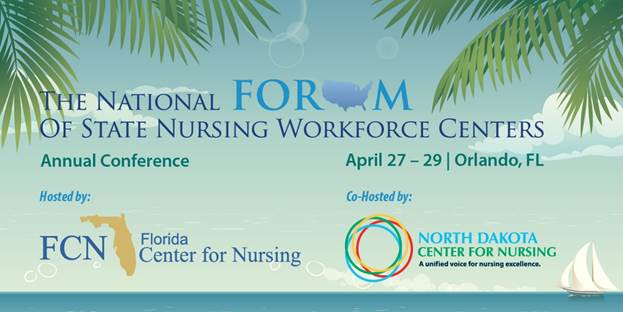 THE NATIONAL FORUM
OF STATE NURSING WORKFORCE CENTERS
Annual Conference
April 27 – 29 | Orlando, FL
Hosted by:
Co-Hosted by:
FCN Florida
Center for Nursing
NORTH DAKOTA
CENTER FOR NURSING
A unified voice for nursing excellence.